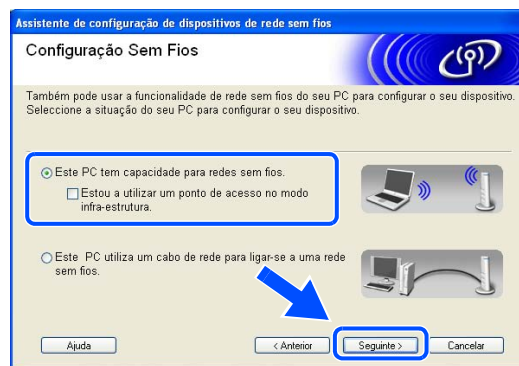 Assistente de configuração de dispositivos de rede sem fios
Configuração Sem Fios
Também pode usar a funcionalidade de rede sem fios do seu PC para configurar o seu dispositivo.
Seleccione a situação do seu PC para configurar o seu dispositivo.
Este PC tem capacidade para redes sem fios.
Estou a utilizar um ponto de acesso no modo
infra-estrutura.
Este PC utiliza um cabo de rede para ligar-se a uma rede
sem fios.
Ajuda
< Anterior
Seguinte >
Cancelar